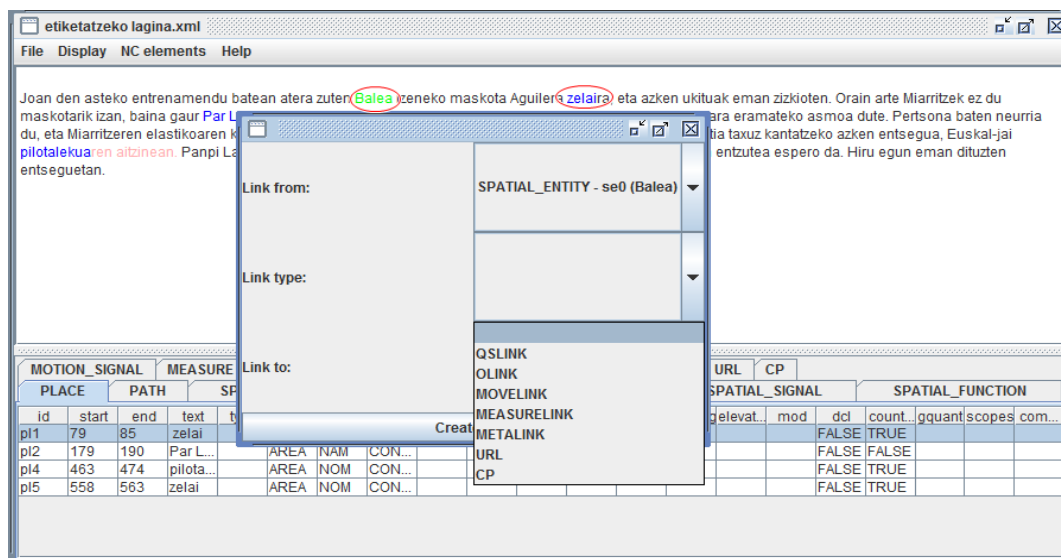 etiketatzeko lagina.xml
File Display NC elements Help
Joan den asteko entrenamendu batean atera zuten Balea izeneko maskota Aguilera zelaira, eta azken ukituak eman zizkioten. Orain arte Miarritzek ez du
maskotarik izan, baina gaur Par L ara eramateko asmoa dute. Pertsona baten neurria
du, eta Miarritzeren elastikoaren k tia taxuz kantatzeko azken entsegua, Euskal-jai
pilotalekuaren aitzinean. Panpi La entzutea espero da. Hiru egun eman dituzten
entseguetan.
Link from: SPATIAL_ENTITY - se0 (Balea)
Link type:
QSLINK
OLINK
MOVELINK
MEASURELINK
METALINK
URL
CP
Link to:
Creat
MOTION_SIGNAL MEASURE URL CP
PLACE PATH SP SPATIAL_SIGNAL SPATIAL_FUNCTION
id start end text ty elevat... mod dcl count... gquant scopes com...
pl1 79 85 zelai FALSE TRUE
pl2 179 190 Par L... AREA NAM CON... FALSE FALSE
pl4 463 474 pilota... AREA NOM CON... FALSE TRUE
pl5 558 563 zelai AREA NOM CON... FALSE TRUE